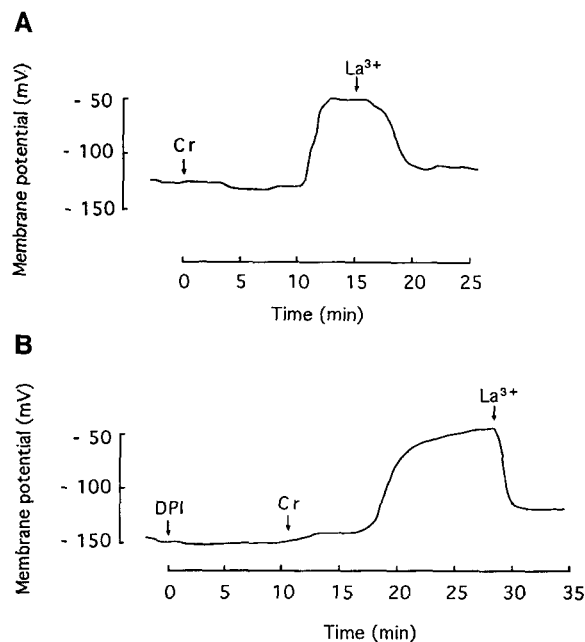 A
Membrane potential (mV)
- 50
- 100
- 150
Cr
La³⁺
0 5 10 15 20 25
Time (min)
B
Membrane potential (mV)
- 50
- 100
- 150
DPI
Cr
La³⁺
0 5 10 15 20 25 30 35
Time (min)